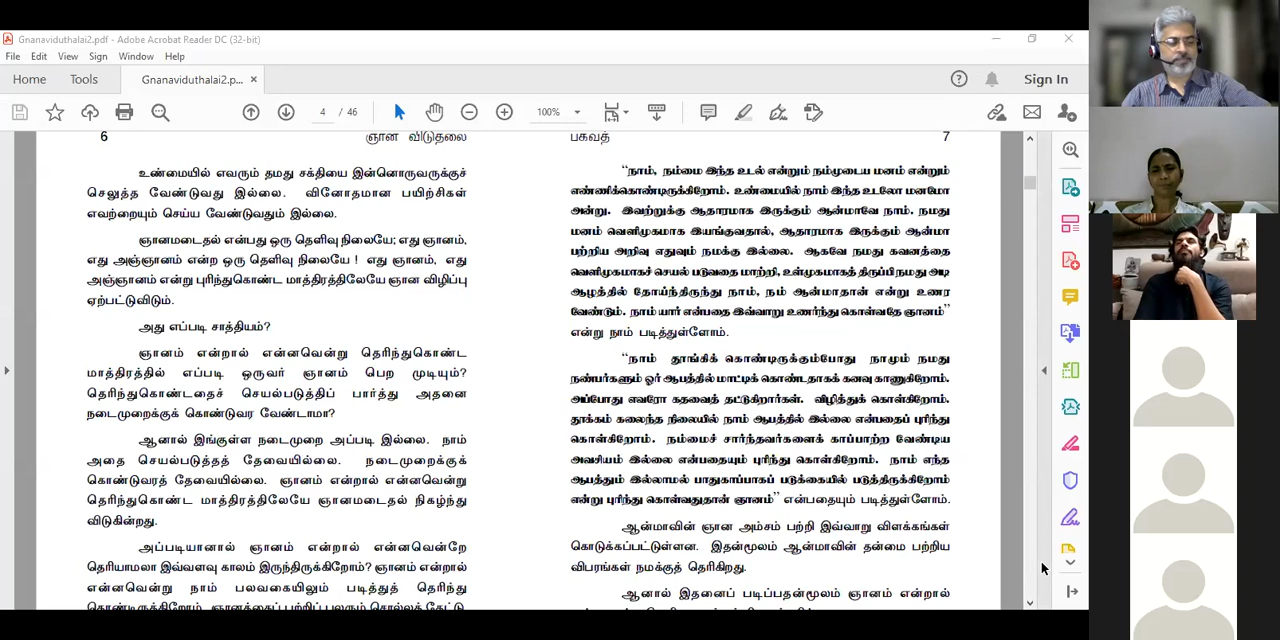 Gnanaviduthalai2.pdf - Adobe Acrobat Reader DC (32-bit)
File Edit View Sign Window Help
Home Tools Gnanaviduthalai2.p... × Sign In
4 / 46 100%
6 ஞான விடுதலை
உண்மையில் எவரும் தமது சக்தியை இன்னொருவருக்குச்
செலுத்த வேண்டுவது இல்லை. வினோதமான பயிற்சிகள்
எவற்றையும் செய்ய வேண்டுவதும் இல்லை.
ஞானமடைதல் என்பது ஒரு தெளிவு நிலையே; எது ஞானம்,
எது அஞ்ஞானம் என்ற ஒரு தெளிவு நிலையே ! எது ஞானம், எது
அஞ்ஞானம் என்று புரிந்துகொண்ட மாத்திரத்திலேயே ஞான விழிப்பு
ஏற்பட்டுவிடும்.
அது எப்படி சாத்தியம்?
ஞானம் என்றால் என்னவென்று தெரிந்துகொண்ட
மாத்திரத்தில் எப்படி ஒருவர் ஞானம் பெற முடியும்?
தெரிந்துகொண்டதைச் செயல்படுத்திப் பார்த்து அதனை
நடைமுறைக்குக் கொண்டுவர வேண்டாமா?
ஆனால் இங்குள்ள நடைமுறை அப்படி இல்லை. நாம்
அதை செயல்படுத்தத் தேவையில்லை. நடைமுறைக்குக்
கொண்டுவரத் தேவையில்லை. ஞானம் என்றால் என்னவென்று
தெரிந்துகொண்ட மாத்திரத்திலேயே ஞானமடைதல் நிகழ்ந்து
விடுகின்றது.
அப்படியானால் ஞானம் என்றால் என்னவென்றே
தெரியாமலா இவ்வளவு காலம் இருந்திருக்கிறோம்? ஞானம் என்றால்
என்னவென்று நாம் பலவகையிலும் படித்துத் தெரிந்து
கொண்டிருக்கிறோம். ஞானத்தைப் பற்றிப் பலரும் சொல்லக் கேட்டு
பகவத் 7
“நாம், நம்மை இந்த உடல் என்றும் நம்முடைய மனம் என்றும்
எண்ணிக்கொண்டிருக்கிறோம். உண்மையில் நாம் இந்த உடலோ மனமோ
அன்று. இவற்றுக்கு ஆதாரமாக இருக்கும் ஆன்மாவே நாம். நமது
மனம் வெளிமுகமாக இயங்குவதால், ஆதாரமாக இருக்கும் ஆன்மா
பற்றிய அறிவு எதுவும் நமக்கு இல்லை. ஆகவே நமது கவனத்தை
வெளிமுகமாகச் செயல் படுவதை மாற்றி, உள்முகமாகத் திருப்பி நமது அடி
ஆழத்தில் தோய்ந்திருந்து நாம், நம் ஆன்மாதான் என்று உணர
வேண்டும். நாம் யார் என்பதை இவ்வாறு உணர்ந்து கொள்வதே ஞானம்”
என்று நாம் படித்துள்ளோம்.
“நாம் தூங்கிக் கொண்டிருக்கும்போது நாமும் நமது
நண்பர்களும் ஓர் ஆபத்தில் மாட்டிக் கொண்டதாகக் கனவு காணுகிறோம்.
அப்போது எவரோ கதவைத் தட்டுகிறார்கள். விழித்துக் கொள்கிறோம்.
தூக்கம் கலைந்த நிலையில் நாம் ஆபத்தில் இல்லை என்பதைப் புரிந்து
கொள்கிறோம். நம்மைச் சார்ந்தவர்களைக் காப்பாற்ற வேண்டிய
அவசியம் இல்லை என்பதையும் புரிந்து கொள்கிறோம். நாம் எந்த
ஆபத்தும் இல்லாமல் பாதுகாப்பாகப் படுக்கையில் படுத்திருக்கிறோம்
என்று புரிந்து கொள்வதுதான் ஞானம்” என்பதையும் படித்துள்ளோம்.
ஆன்மாவின் ஞான அம்சம் பற்றி இவ்வாறு விளக்கங்கள்
கொடுக்கப்பட்டுள்ளன. இதன்மூலம் ஆன்மாவின் தன்மை பற்றிய
விபரங்கள் நமக்குத் தெரிகிறது.
ஆனால் இதனைப் படிப்பதன்மூலம் ஞானம் என்றால்